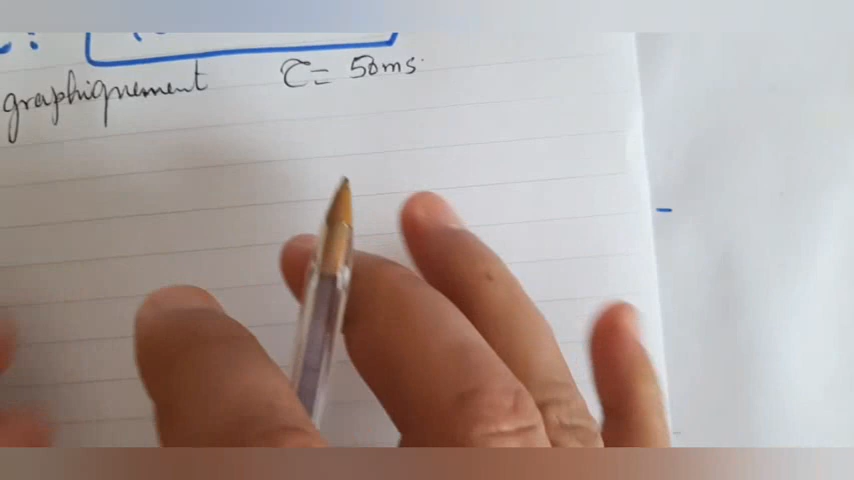 graphiquement τ = 50ms.